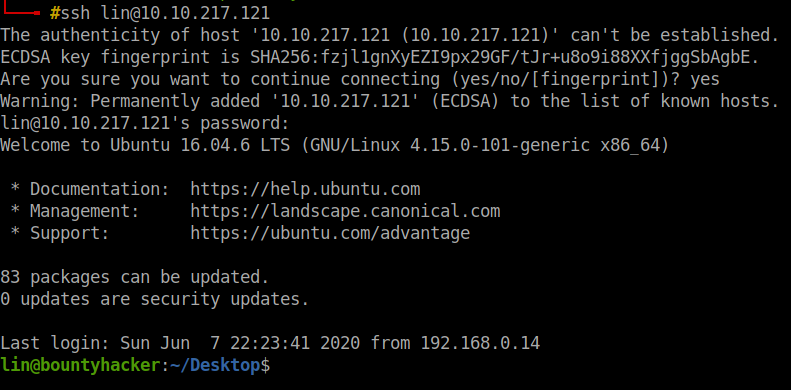 #ssh lin@10.10.217.121
The authenticity of host '10.10.217.121 (10.10.217.121)' can't be established.
ECDSA key fingerprint is SHA256:fzjl1gnXyEZI9px29GF/tJr+u8o9i88XXfjggSbAgbE.
Are you sure you want to continue connecting (yes/no/[fingerprint])? yes
Warning: Permanently added '10.10.217.121' (ECDSA) to the list of known hosts.
lin@10.10.217.121's password:
Welcome to Ubuntu 16.04.6 LTS (GNU/Linux 4.15.0-101-generic x86_64)
* Documentation:  https://help.ubuntu.com
* Management:     https://landscape.canonical.com
* Support:        https://ubuntu.com/advantage
83 packages can be updated.
0 updates are security updates.
Last login: Sun Jun  7 22:23:41 2020 from 192.168.0.14
lin@bountyhacker:~/Desktop$